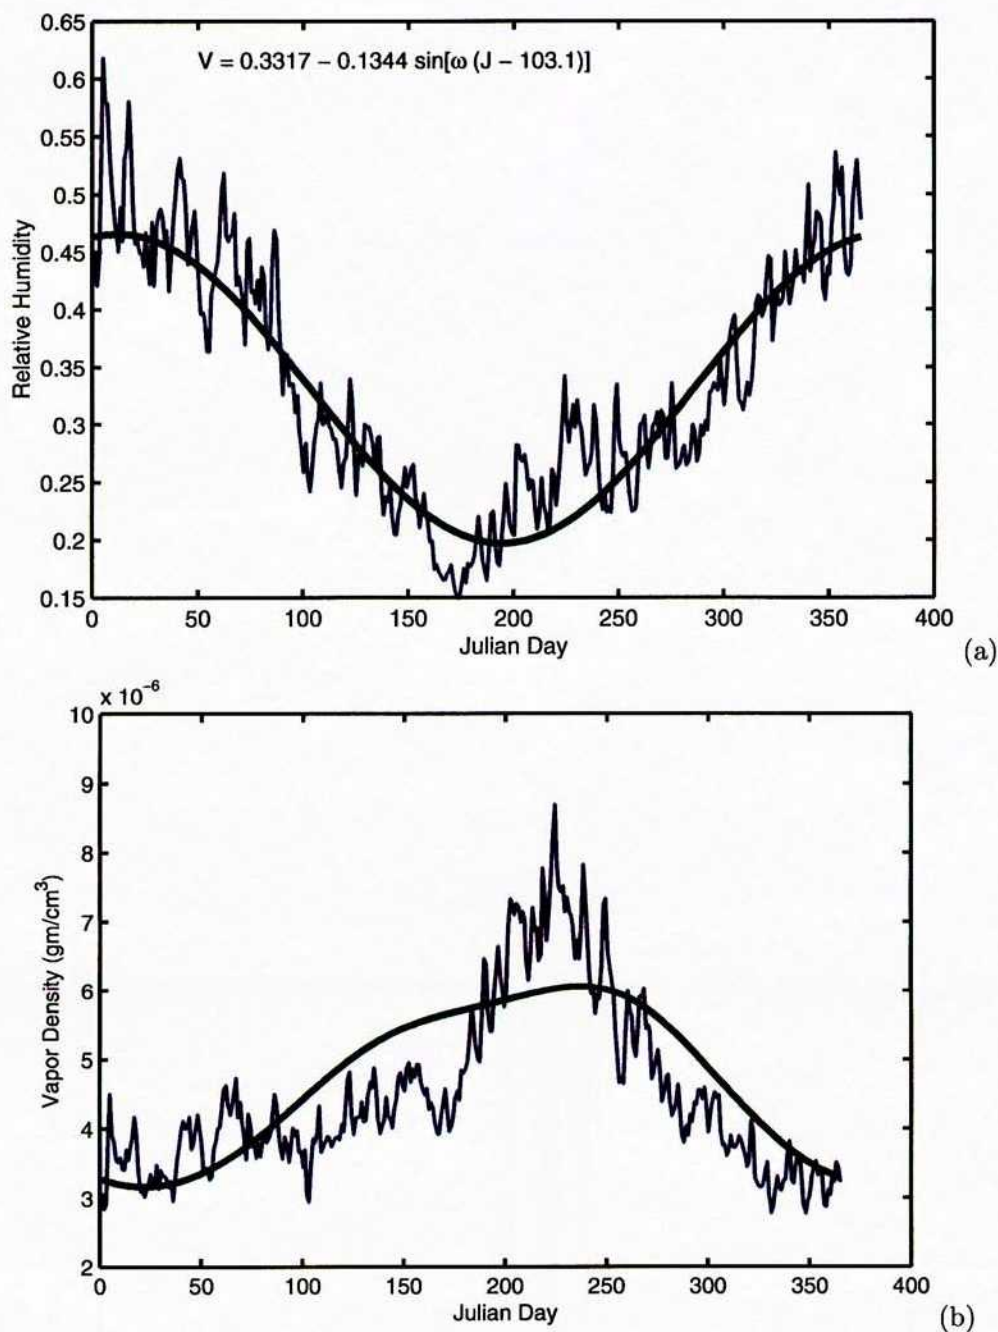 V = 0.3317 − 0.1344 sin[ω (J − 103.1)]
0.65
0.6
0.55
0.5
0.45
0.4
0.35
0.3
0.25
0.2
0.15
Relative Humidity
0 50 100 150 200 250 300 350 400
Julian Day
(a)
x 10⁻⁶
10
9
8
7
6
5
4
3
2
Vapor Density (gm/cm³)
0 50 100 150 200 250 300 350 400
Julian Day
(b)